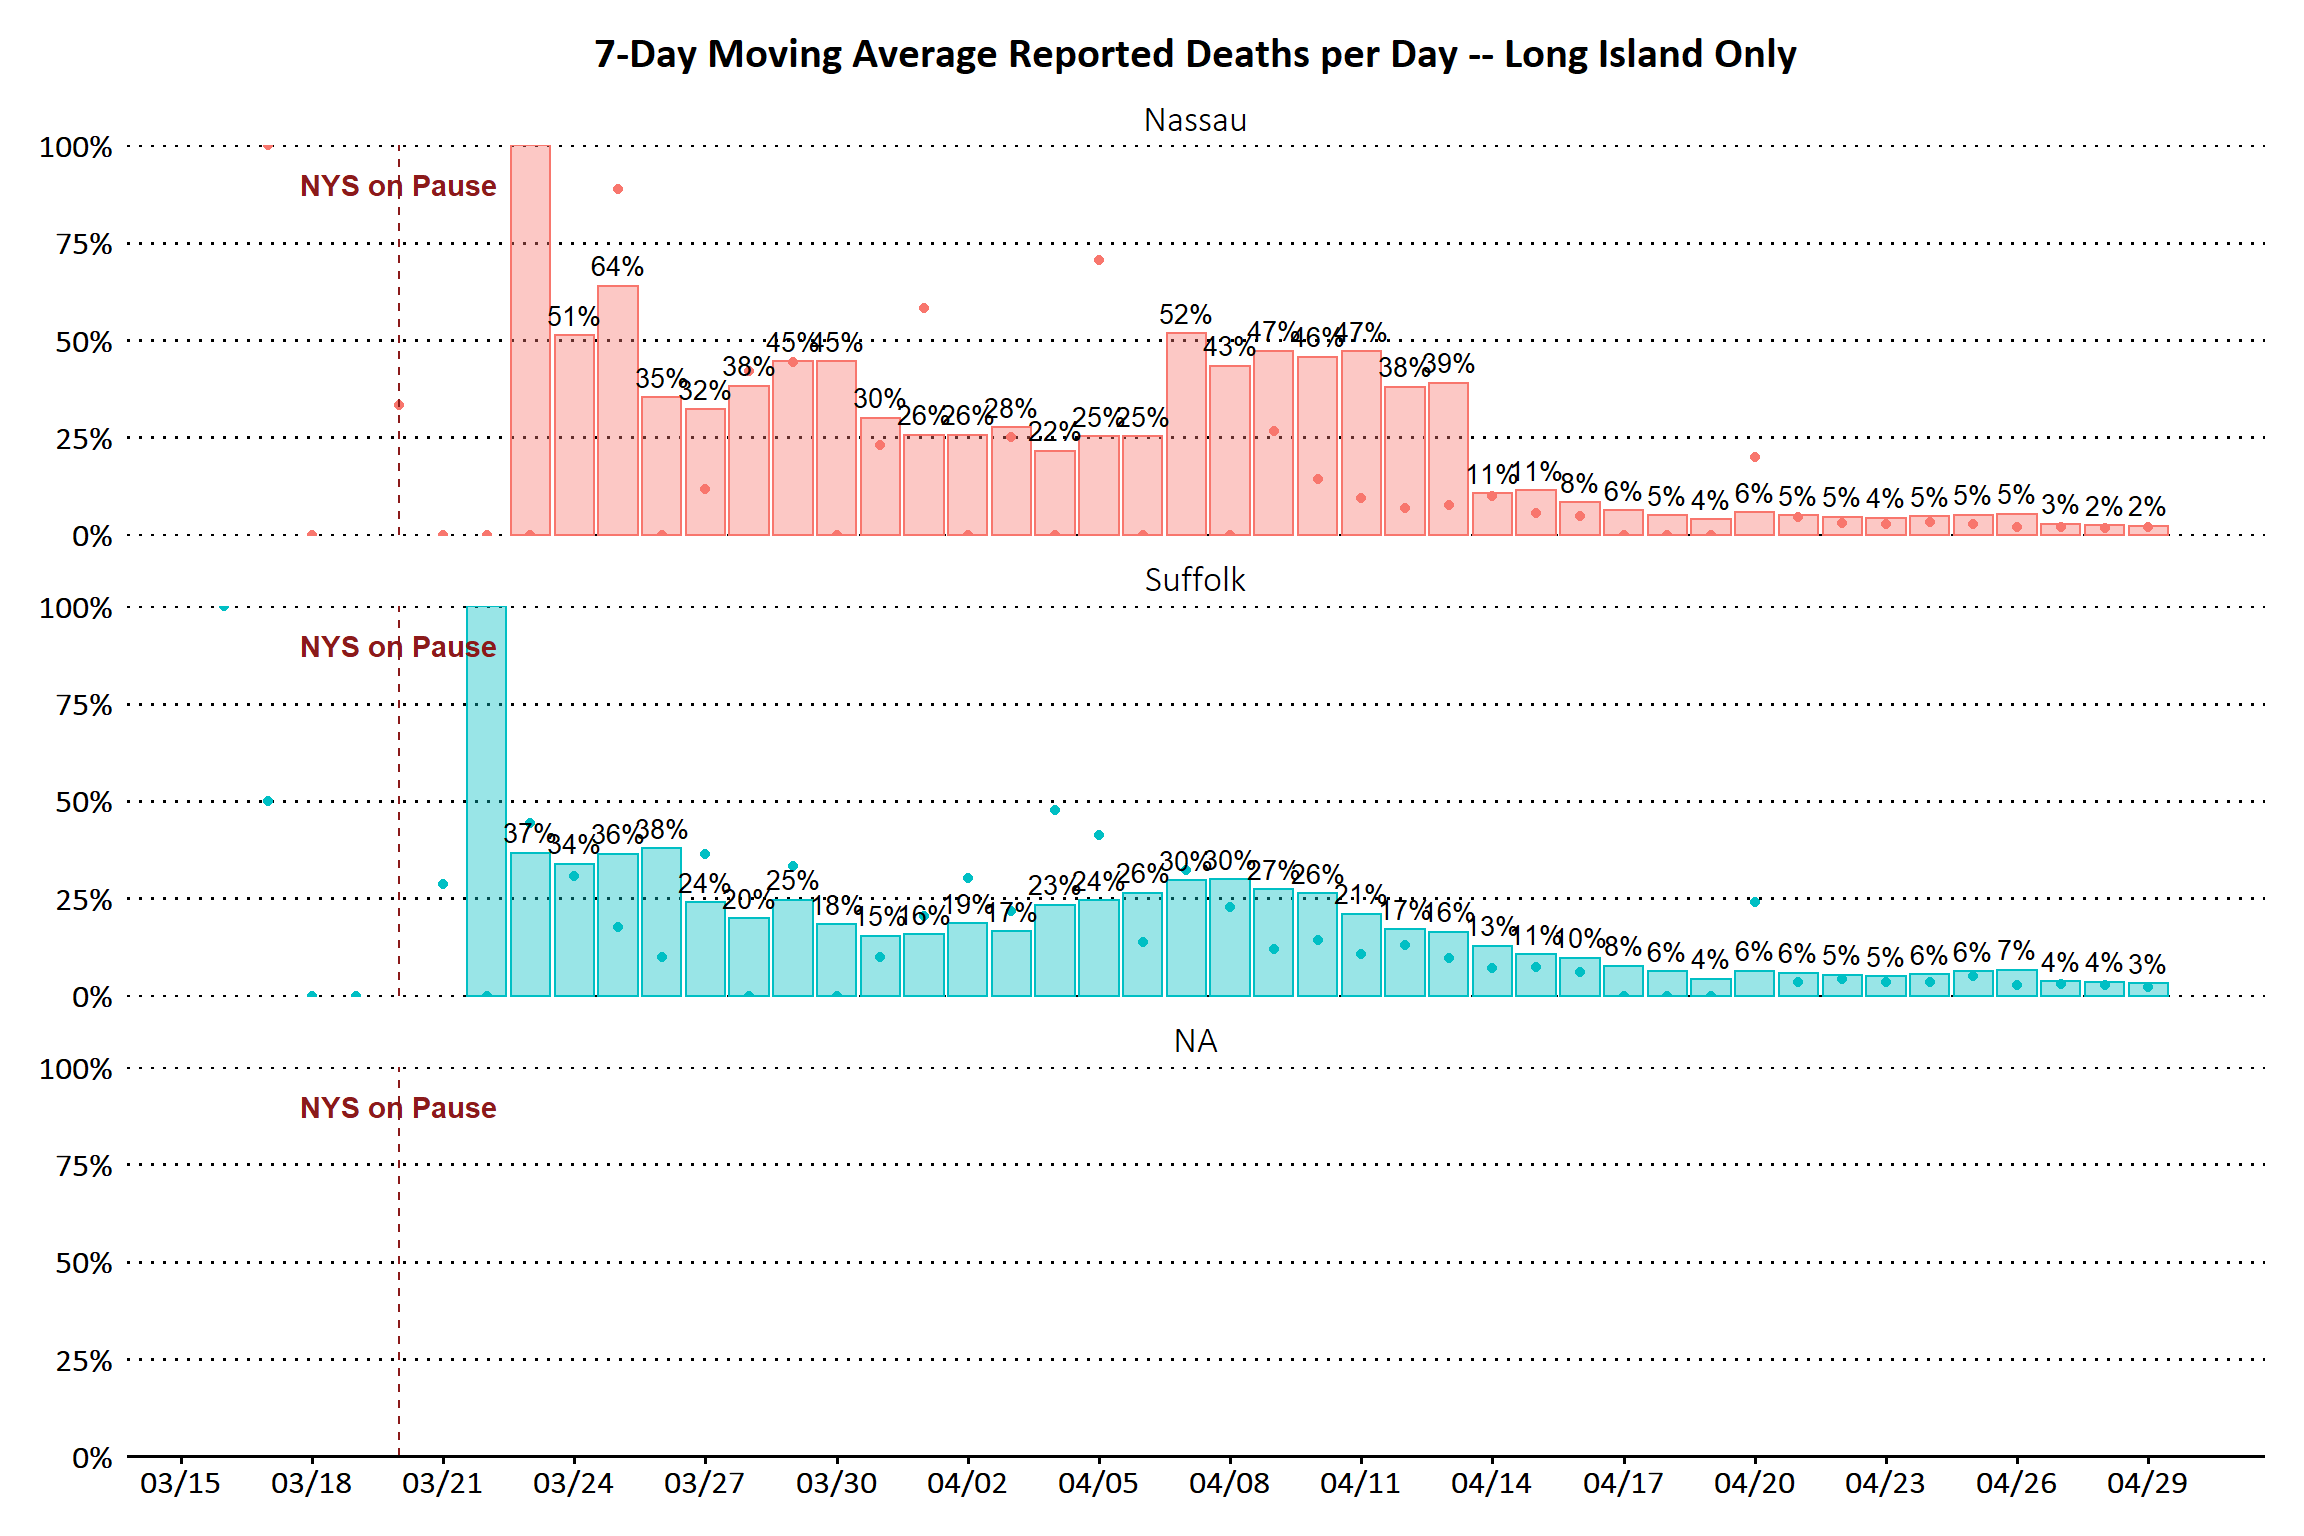 7-Day Moving Average Reported Deaths per Day -- Long Island Only
Nassau
100%
NYS on Pause
75%
64%
51%
52%
50%
45% 45%
43% 47% 46% 47%
35% 32% 38%
38% 39%
30% 26% 26% 28% 22% 25% 25%
25%
11% 11% 8% 6% 5% 4% 6% 5% 5% 4% 5% 5% 5% 3% 2% 2%
0%
Suffolk
100%
NYS on Pause
75%
50%
37% 34% 36% 38%
24% 20% 25% 18% 15% 16% 19% 17% 23% 24% 26% 30% 30% 27% 26% 21% 17% 16% 13% 11% 10% 8% 6% 4% 6% 6% 5% 5% 6% 6% 7% 4% 4% 3%
25%
0%
NA
100%
NYS on Pause
75%
50%
25%
0%
03/15 03/18 03/21 03/24 03/27 03/30 04/02 04/05 04/08 04/11 04/14 04/17 04/20 04/23 04/26 04/29